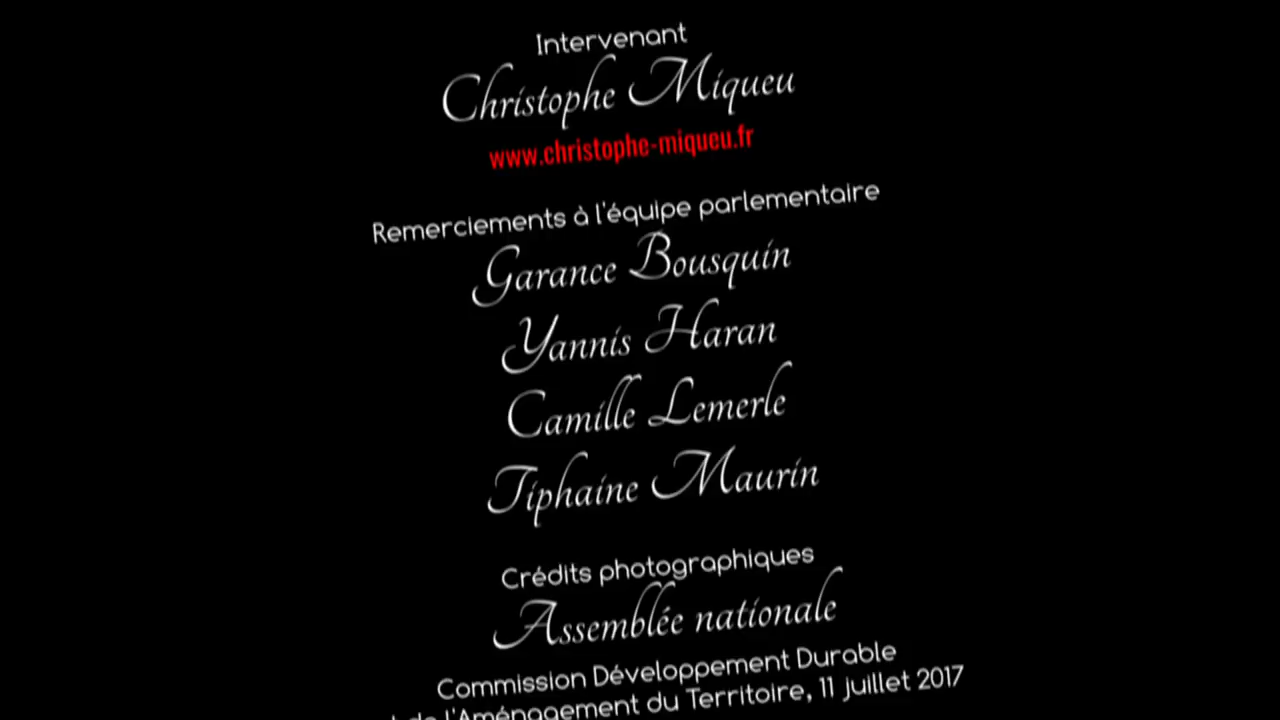 Intervenant
Christophe Miqueu
www.christophe-miqueu.fr
Remerciements à l'équipe parlementaire
Garance Bousquin
Yannis Haran
Camille Lemerle
Tiphaine Maurin
Crédits photographiques
Assemblée nationale
Commission Développement Durable
de l'Aménagement du Territoire, 11 juillet 2017